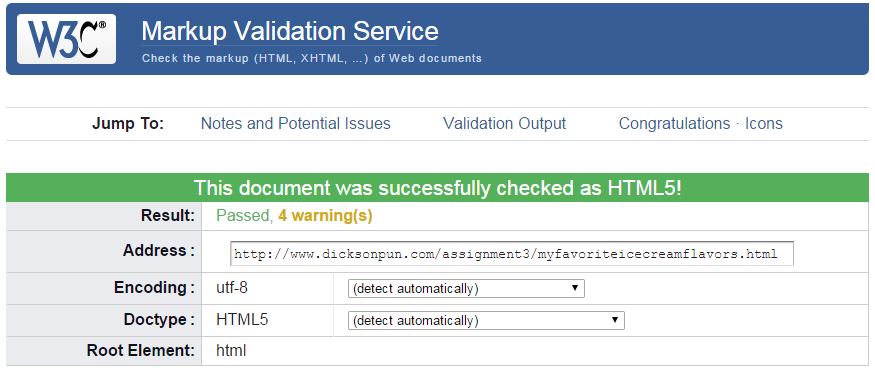 W3C® Markup Validation Service
Check the markup (HTML, XHTML, …) of Web documents
Jump To: Notes and Potential Issues Validation Output Congratulations · Icons
This document was successfully checked as HTML5!
Result: Passed, 4 warning(s)
Address : http://www.dicksonpun.com/assignment3/myfavoriteicecreamflavors.html
Encoding : utf-8 (detect automatically)
Doctype : HTML5 (detect automatically)
Root Element: html